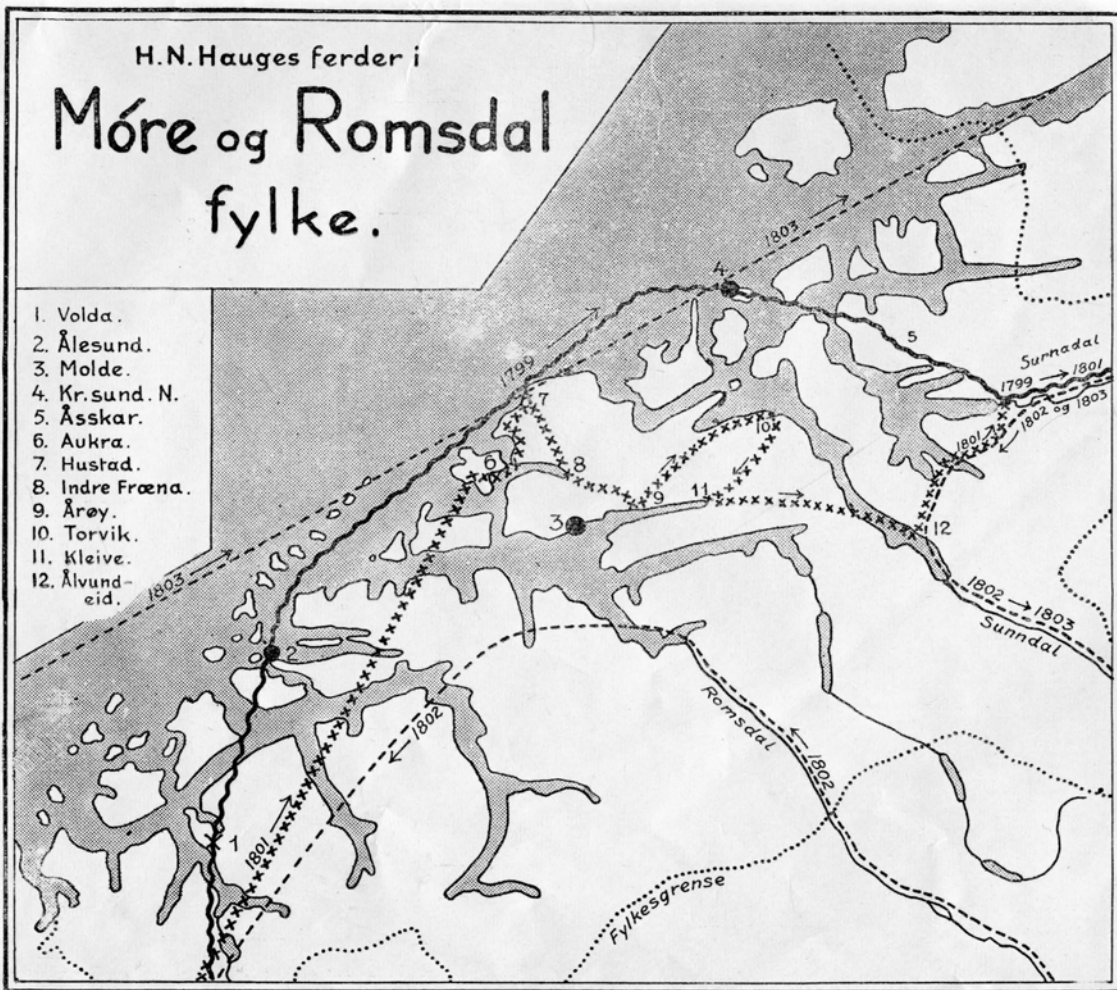 H.N.Hauges ferder i
Móre og Romsdal
fylke.
1. Volda.
2. Ålesund.
3. Molde.
4. Kr.sund. N.
5. Åsskar.
6. Aukra.
7. Hustad.
8. Indre Fræna.
9. Årøy.
10. Torvik.
11. Kleive.
12. Ålvund-
eid.
1803
4
1799
5
Surnadal
1799 → 1801
1802 og 1803
1801
7
6
8
9
10
11
12
3
1803
1802 → 1803
Sunndal
2
1802
Romsdal
1802
1
1801
Fylkesgrense